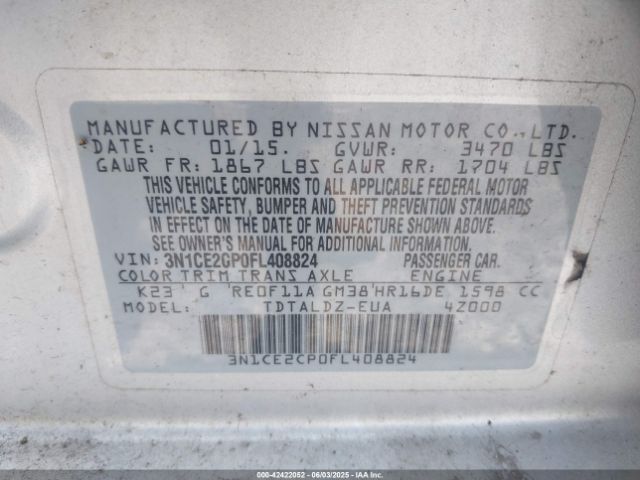 MANUFACTURED BY NISSAN MOTOR CO.,LTD.
DATE: 01/15. GVWR: 3470 LBS
GAWR FR: 1867 LBS GAWR RR: 1704 LBS
THIS VEHICLE CONFORMS TO ALL APPLICABLE FEDERAL MOTOR
VEHICLE SAFETY, BUMPER AND THEFT PREVENTION STANDARDS
IN EFFECT ON THE DATE OF MANUFACTURE SHOWN ABOVE.
SEE OWNER'S MANUAL FOR ADDITIONAL INFORMATION.
VIN: 3N1CE2CP0FL408824 PASSENGER CAR.
COLOR TRIM TRANS AXLE ENGINE
K23 G RE0F11A GM38 HR16DE 1598 CC
MODEL: TDTALDZ-EUA 4Z000
3N1CE2CP0FL408824
000-42422052 - 06/03/2025 - IAAI.COM